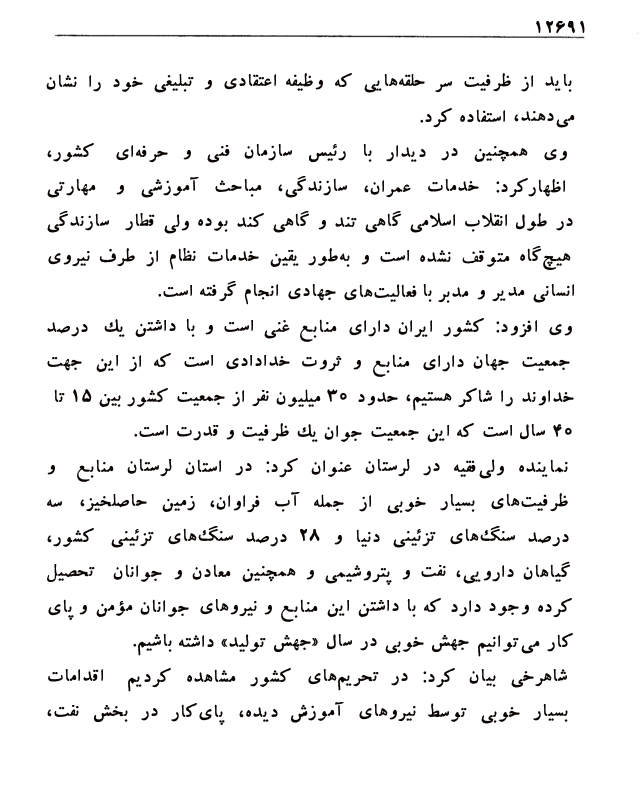 ۱۲۶۹۱
باید از ظرفیت سر حلقه‌هایی که وظیفه اعتقادی و تبلیغی خود را نشان
می‌دهند، استفاده کرد.
وی همچنین در دیدار با رئیس سازمان فنی و حرفه‌ای کشور،
اظهارکرد: خدمات عمران، سازندگی، مباحث آموزشی و مهارتی
در طول انقلاب اسلامی گاهی تند و گاهی کند بوده ولی قطار سازندگی
هیچ‌گاه متوقف نشده است و به‌طور یقین خدمات نظام از طرف نیروی
انسانی مدیر و مدبر با فعالیت‌های جهادی انجام گرفته است.
وی افزود: کشور ایران دارای منابع غنی است و با داشتن یك درصد
جمعیت جهان دارای منابع و ثروت خدادادی است که از این جهت
خداوند را شاکر هستیم، حدود ۳۰ میلیون نفر از جمعیت کشور بین ۱۵ تا
۴۰ سال است که این جمعیت جوان یك ظرفیت و قدرت است.
نماینده ولی‌فقیه در لرستان عنوان کرد: در استان لرستان منابع و
ظرفیت‌های بسیار خوبی از جمله آب فراوان، زمین حاصلخیز، سه
درصد سنگ‌های تزئینی دنیا و ۲۸ درصد سنگ‌های تزئینی کشور،
گیاهان دارویی، نفت و پتروشیمی و همچنین معادن و جوانان تحصیل
کرده وجود دارد که با داشتن این منابع و نیروهای جوانان مؤمن و پای
کار می‌توانیم جهش خوبی در سال «جهش تولید» داشته باشیم.
شاهرخی بیان کرد: در تحریم‌های کشور مشاهده کردیم اقدامات
بسیار خوبی توسط نیروهای آموزش دیده، پای‌کار در بخش نفت،